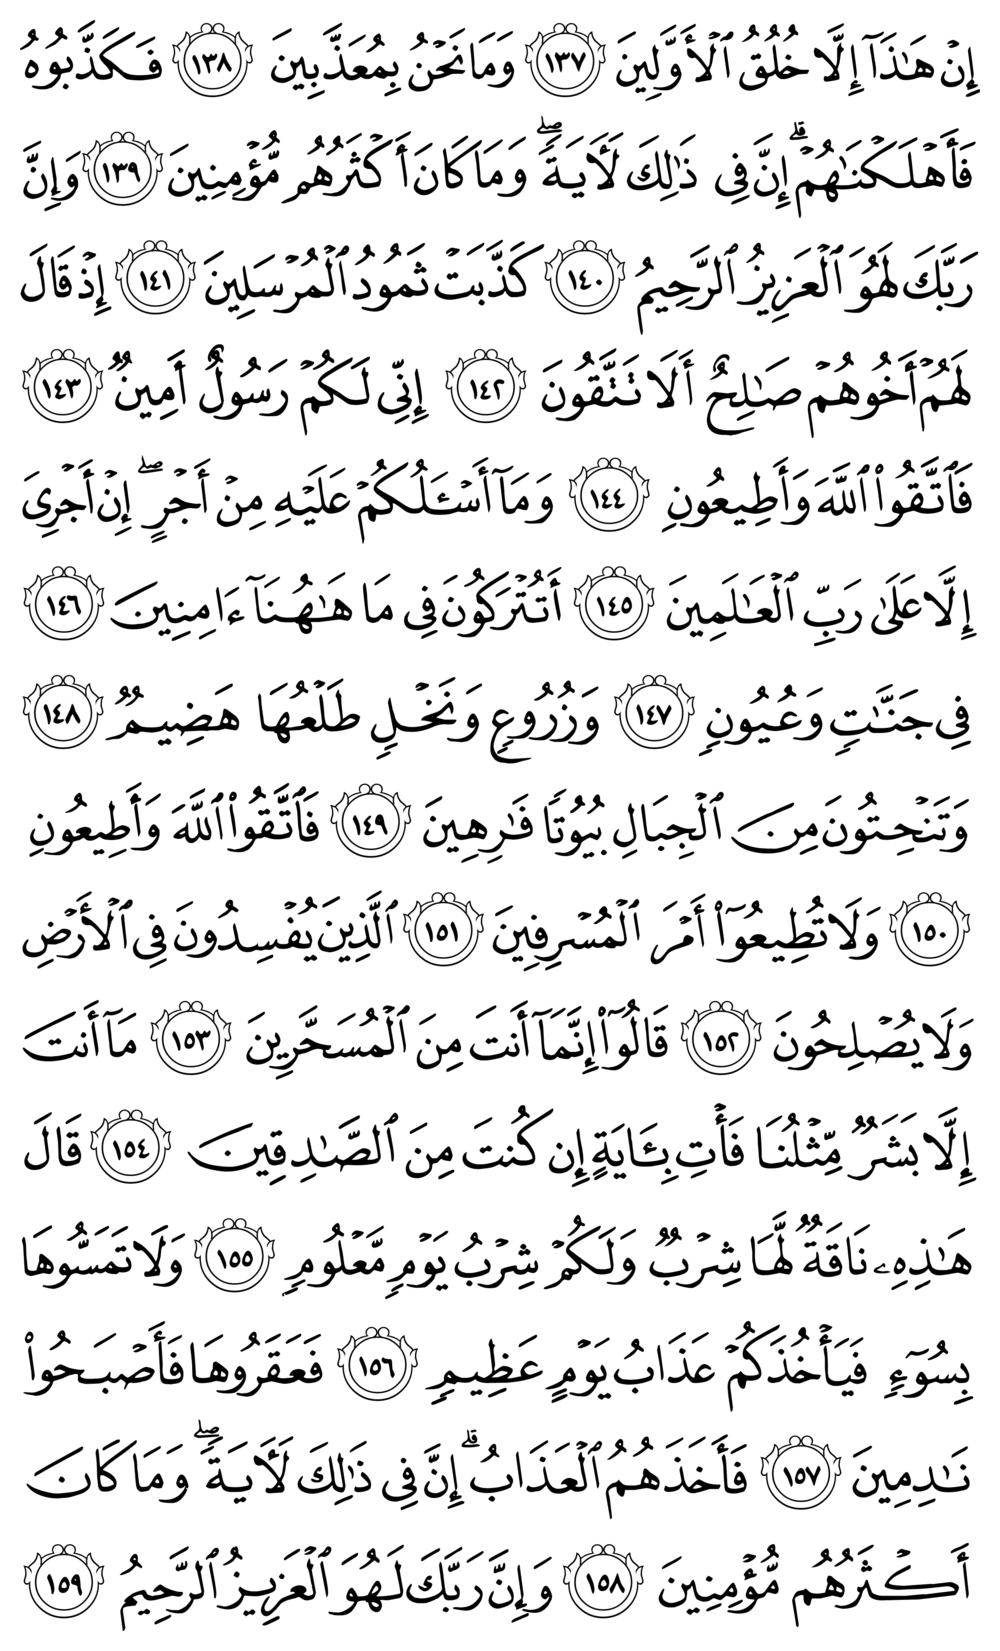 إِنۡ هَٰذَآ إِلَّا خُلُقُ ٱلۡأَوَّلِينَ ١٣٧ وَمَا نَحۡنُ بِمُعَذَّبِينَ ١٣٨ فَكَذَّبُوهُ
فَأَهۡلَكۡنَٰهُمۡۚ إِنَّ فِي ذَٰلِكَ لَأٓيَةٗۖ وَمَا كَانَ أَكۡثَرُهُم مُّؤۡمِنِينَ ١٣٩ وَإِنَّ
رَبَّكَ لَهُوَ ٱلۡعَزِيزُ ٱلرَّحِيمُ ١٤٠ كَذَّبَتۡ ثَمُودُ ٱلۡمُرۡسَلِينَ ١٤١ إِذۡ قَالَ
لَهُمۡ أَخُوهُمۡ صَٰلِحٌ أَلَا تَتَّقُونَ ١٤٢ إِنِّي لَكُمۡ رَسُولٌ أَمِينٞ ١٤٣
فَٱتَّقُواْ ٱللَّهَ وَأَطِيعُونِ ١٤٤ وَمَآ أَسۡـَٔلُكُمۡ عَلَيۡهِ مِنۡ أَجۡرٍۖ إِنۡ أَجۡرِيَ
إِلَّا عَلَىٰ رَبِّ ٱلۡعَٰلَمِينَ ١٤٥ أَتُتۡرَكُونَ فِي مَا هَٰهُنَآ ءَامِنِينَ ١٤٦
فِي جَنَّٰتٖ وَعُيُونٖ ١٤٧ وَزُرُوعٖ وَنَخۡلٖ طَلۡعُهَا هَضِيمٞ ١٤٨
وَتَنۡحِتُونَ مِنَ ٱلۡجِبَالِ بُيُوتٗا فَٰرِهِينَ ١٤٩ فَٱتَّقُواْ ٱللَّهَ وَأَطِيعُونِ
١٥٠ وَلَا تُطِيعُوٓاْ أَمۡرَ ٱلۡمُسۡرِفِينَ ١٥١ ٱلَّذِينَ يُفۡسِدُونَ فِي ٱلۡأَرۡضِ
وَلَا يُصۡلِحُونَ ١٥٢ قَالُوٓاْ إِنَّمَآ أَنتَ مِنَ ٱلۡمُسَحَّرِينَ ١٥٣ مَآ أَنتَ
إِلَّا بَشَرٞ مِّثۡلُنَا فَأۡتِ بِـَٔايَةٍ إِن كُنتَ مِنَ ٱلصَّٰدِقِينَ ١٥٤ قَالَ
هَٰذِهِۦ نَاقَةٞ لَّهَا شِرۡبٞ وَلَكُمۡ شِرۡبُ يَوۡمٖ مَّعۡلُومٖ ١٥٥ وَلَا تَمَسُّوهَا
بِسُوٓءٖ فَيَأۡخُذَكُمۡ عَذَابُ يَوۡمٍ عَظِيمٖ ١٥٦ فَعَقَرُوهَا فَأَصۡبَحُواْ
نَٰدِمِينَ ١٥٧ فَأَخَذَهُمُ ٱلۡعَذَابُۚ إِنَّ فِي ذَٰلِكَ لَأٓيَةٗۖ وَمَا كَانَ
أَكۡثَرُهُم مُّؤۡمِنِينَ ١٥٨ وَإِنَّ رَبَّكَ لَهُوَ ٱلۡعَزِيزُ ٱلرَّحِيمُ ١٥٩